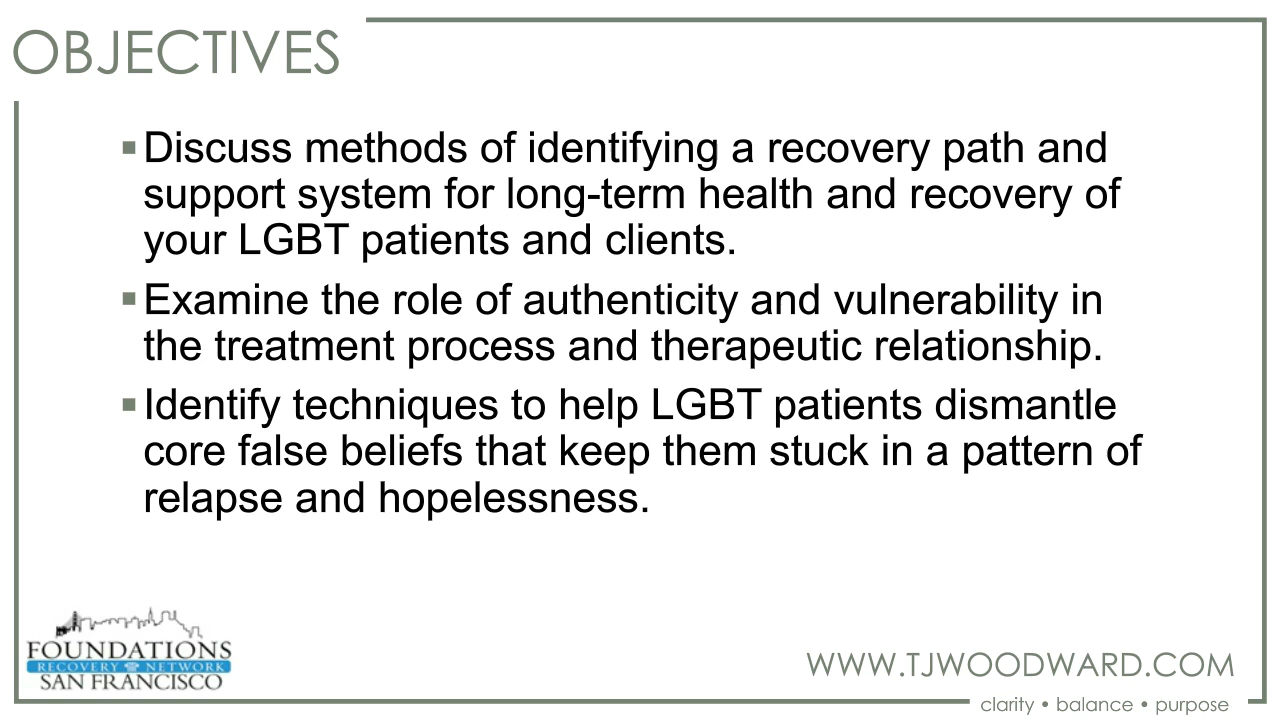 OBJECTIVES
▪Discuss methods of identifying a recovery path and
support system for long-term health and recovery of
your LGBT patients and clients.
▪Examine the role of authenticity and vulnerability in
the treatment process and therapeutic relationship.
▪Identify techniques to help LGBT patients dismantle
core false beliefs that keep them stuck in a pattern of
relapse and hopelessness.
FOUNDATIONS
RECOVERY NETWORK
SAN FRANCISCO
WWW.TJWOODWARD.COM
clarity • balance • purpose